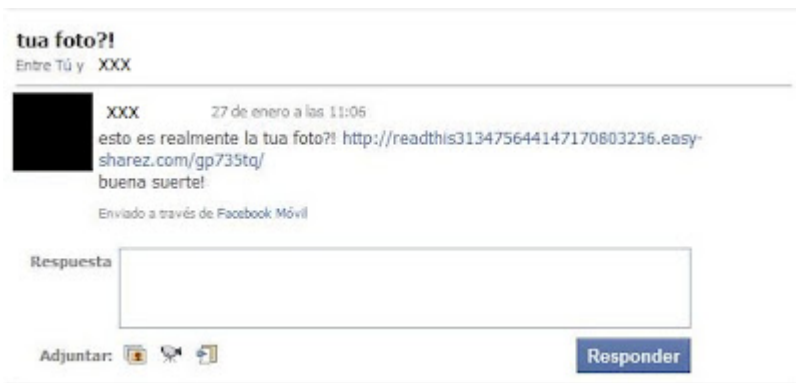 tua foto?!
Entre Tú y XXX
XXX 27 de enero a las 11:06
esto es realmente la tua foto?! http://readthis313475644147170803236.easy-
sharez.com/gp735tq/
buena suerte!
Enviado a través de Facebook Móvil
Respuesta
Adjuntar:
Responder